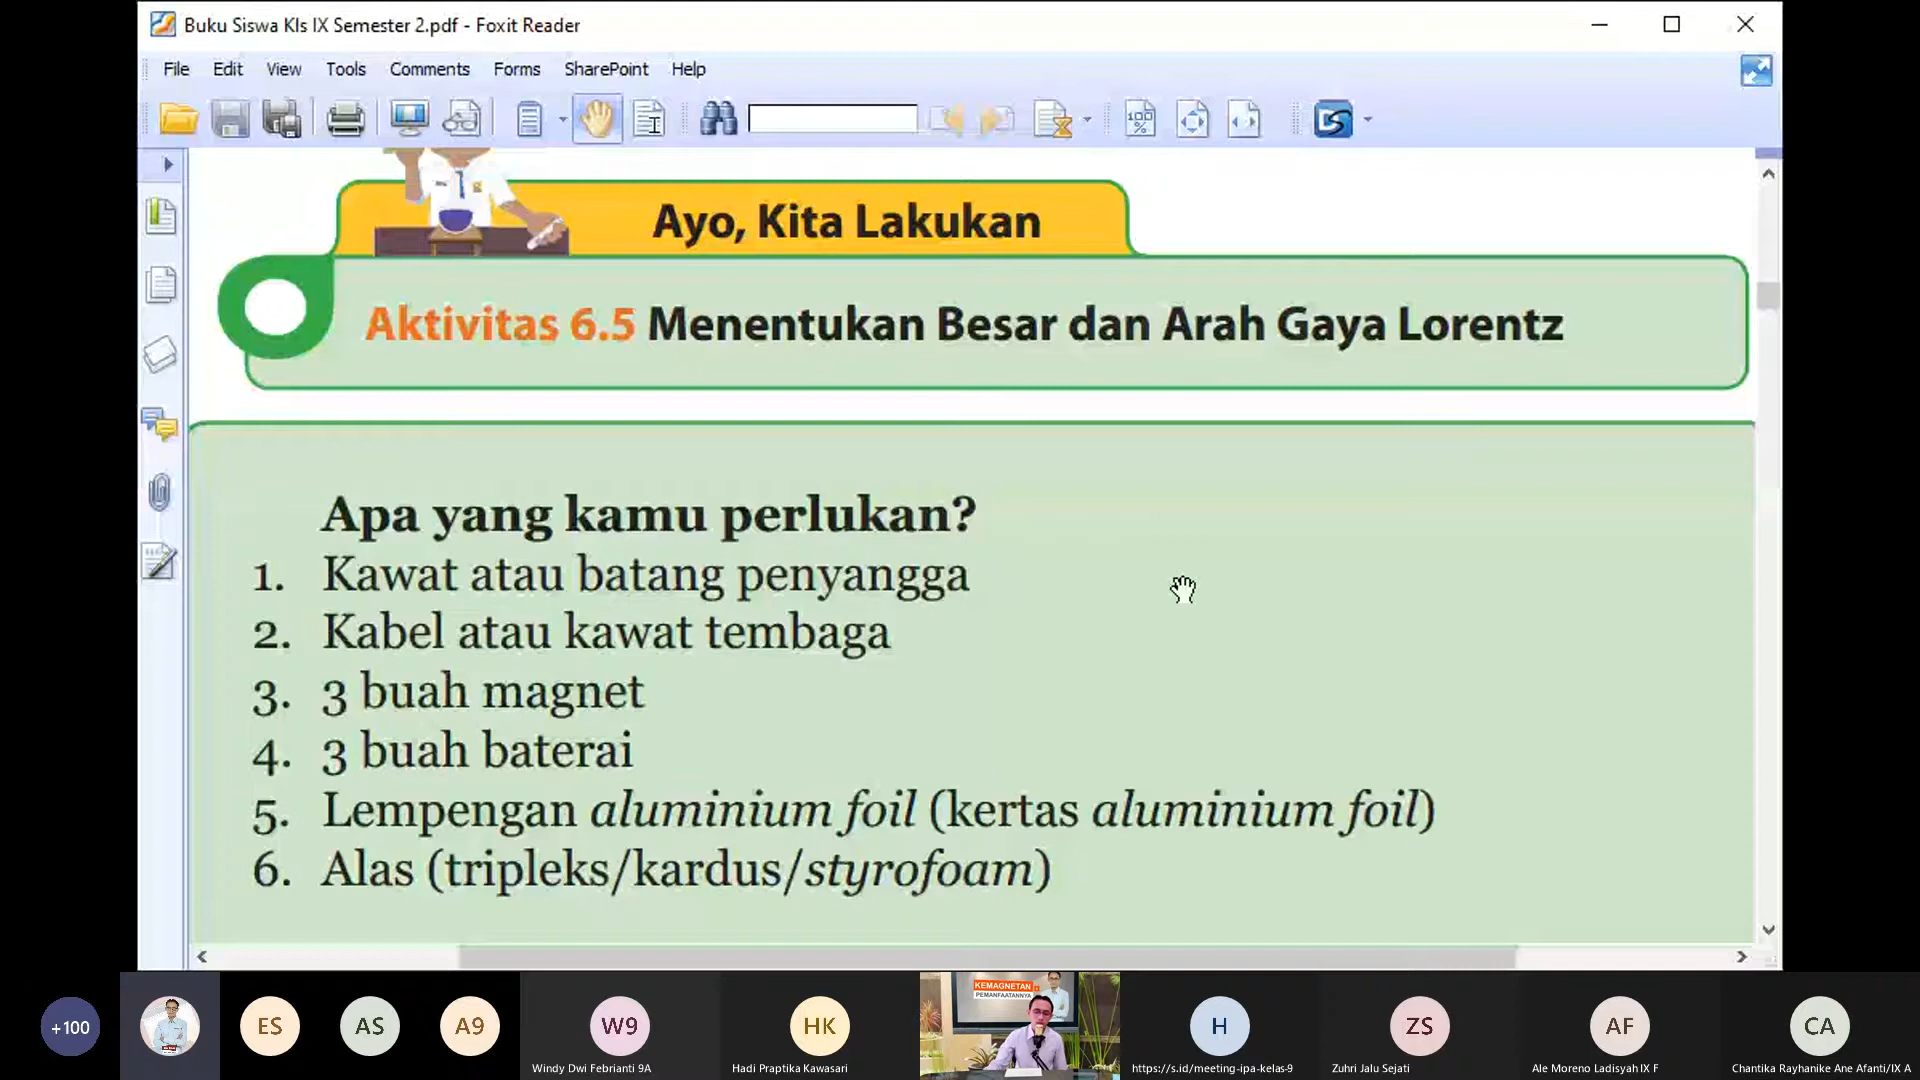 Buku Siswa Kls IX Semester 2.pdf - Foxit Reader
File Edit View Tools Comments Forms SharePoint Help
Ayo, Kita Lakukan
Aktivitas 6.5 Menentukan Besar dan Arah Gaya Lorentz
Apa yang kamu perlukan?
1. Kawat atau batang penyangga
2. Kabel atau kawat tembaga
3. 3 buah magnet
4. 3 buah baterai
5. Lempengan aluminium foil (kertas aluminium foil)
6. Alas (tripleks/kardus/styrofoam)
+100
ES
AS
A9
W9
Windy Dwi Febrianti 9A
HK
Hadi Praptika Kawasari
KEMAGNETAN
PEMANFAATANNYA
H
https://s.id/meeting-ipa-kelas-9
ZS
Zuhri Jalu Sejati
AF
Ale Moreno Ladisyah IX F
CA
Chantika Rayhanike Ane Afanti/IX A